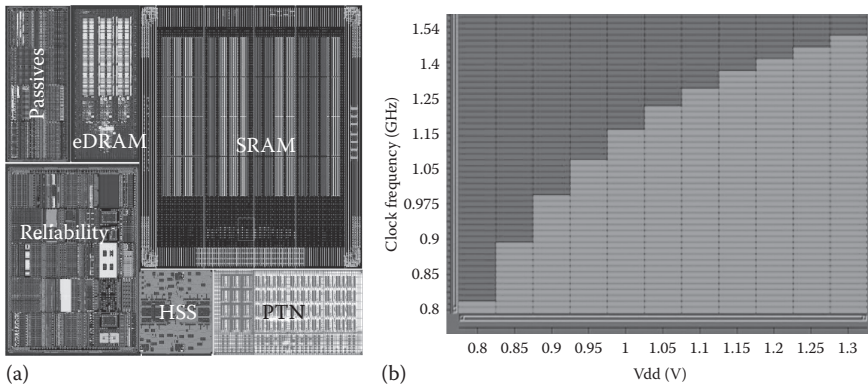 Passives
eDRAM
SRAM
Reliability
HSS
PTN
(a)
Clock frequency (GHz)
1.54
1.4
1.25
1.15
1.05
0.975
0.9
0.85
0.8
0.8 0.85 0.9 0.95 1 1.05 1.1 1.15 1.2 1.25 1.3
Vdd (V)
(b)